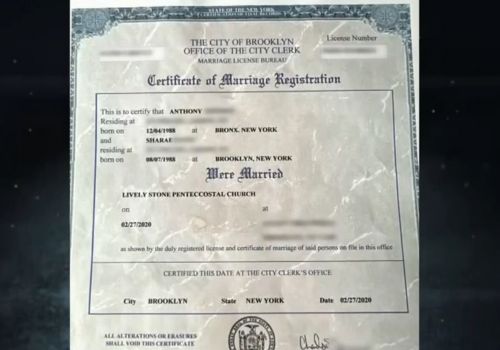 STATE OF NEW YORK
CERTIFICATION OF VITAL RECORDS
THE CITY OF BROOKLYN
OFFICE OF THE CITY CLERK
MARRIAGE LICENSE BUREAU
License Number
Certificate of Marriage Registration
This is to certify that ANTHONY
Residing at
born on 12/04/1988 at BRONX, NEW YORK
and SHARAE
residing at
born on 08/07/1988 at BROOKLYN, NEW YORK
Were Married
LIVELY STONE PENTECCOSTAL CHURCH
on at
02/27/2020
as shown by the duly registered license and certificate of marriage of said persons on file in this office
CERTIFIED THIS DATE AT THE CITY CLERK'S OFFICE
City BROOKLYN State NEW YORK Date 02/27/2020
ALL ALTERATIONS OR ERASURES
SHALL VOID THIS CERTIFICATE